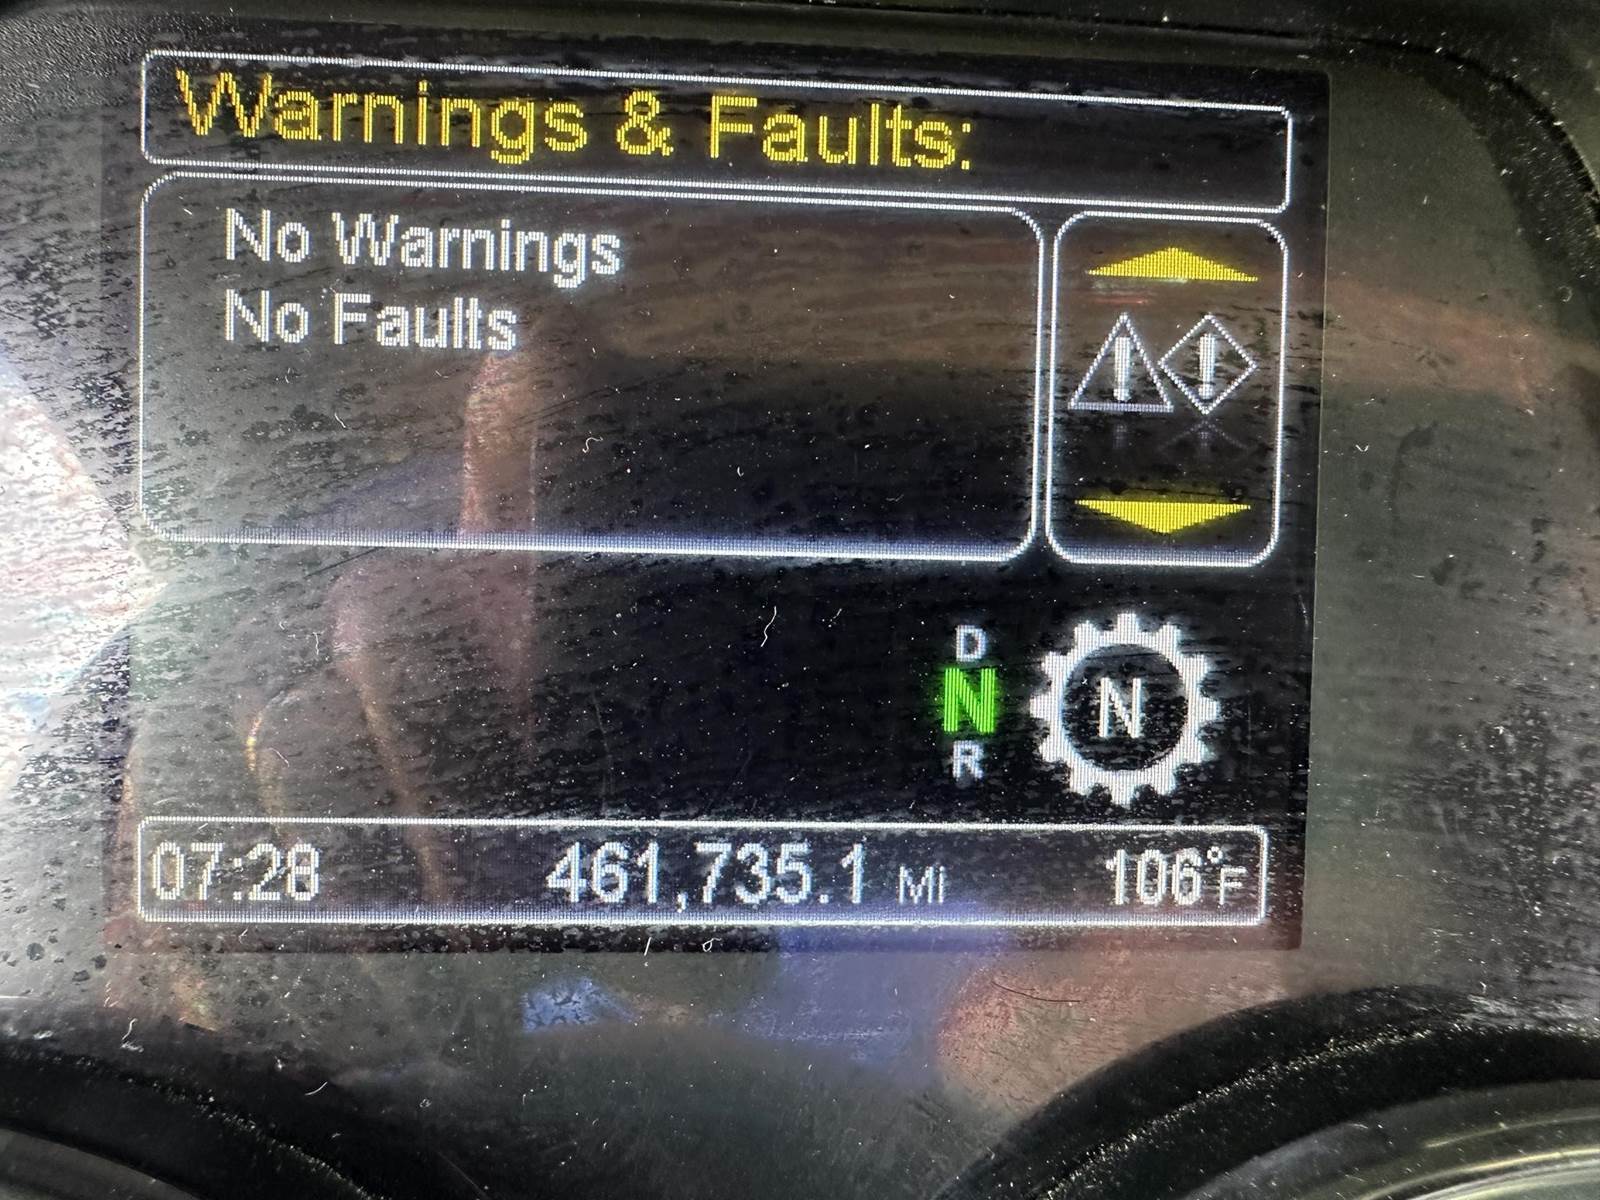 Warnings & Faults:
No Warnings
No Faults
D
N
R
N
07:28 461,735.1 Mi 106°F